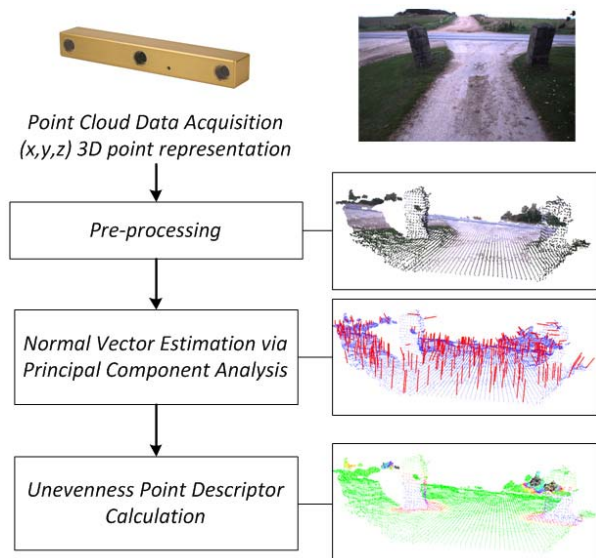 Point Cloud Data Acquisition
(x,y,z) 3D point representation
Pre-processing
Normal Vector Estimation via
Principal Component Analysis
Unevenness Point Descriptor
Calculation